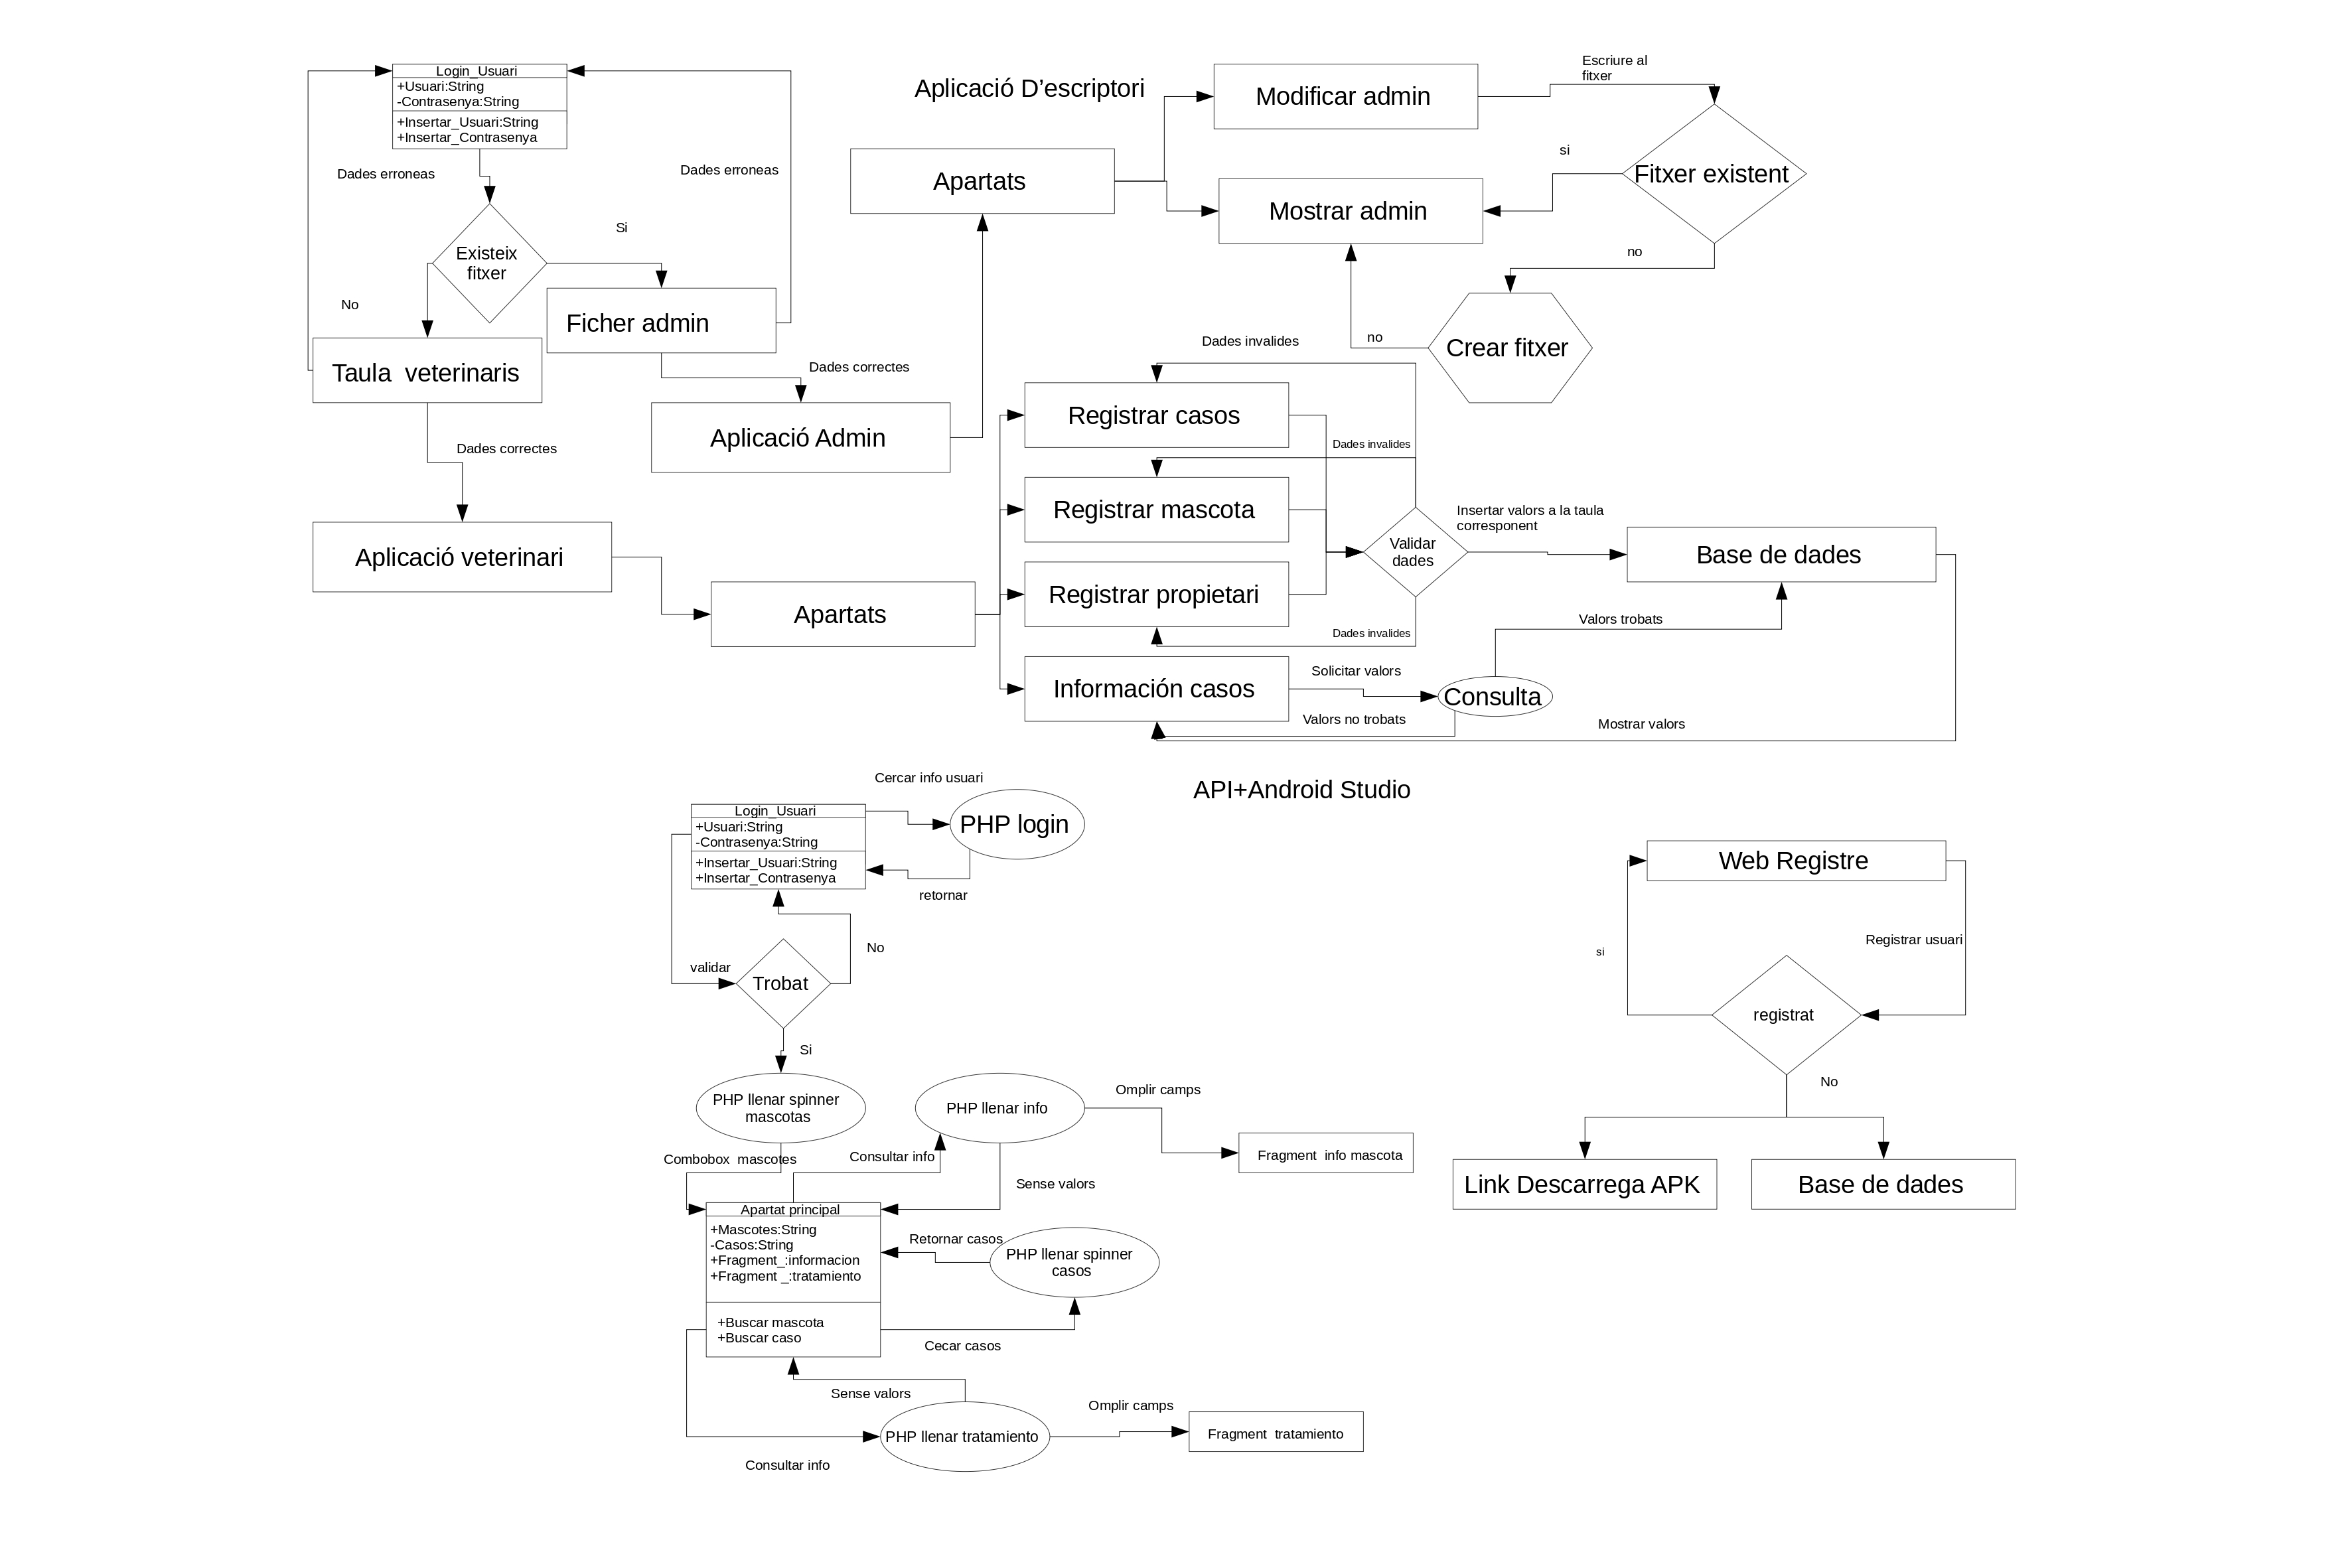 Login_Usuari
+Usuari:String
-Contrasenya:String
+Insertar_Usuari:String
+Insertar_Contrasenya
Dades erroneas
Dades erroneas
Existeix
fitxer
Si
No
Ficher admin
Taula  veterinaris
Dades correctes
Aplicació Admin
Dades correctes
Aplicació veterinari
Aplicació D’escriptori
Apartats
Modificar admin
Mostrar admin
Escriure al
fitxer
Fitxer existent
si
no
Crear fitxer
no
Apartats
Dades invalides
Registrar casos
Dades invalides
Registrar mascota
Registrar propietari
Dades invalides
Validar
dades
Insertar valors a la taula
corresponent
Base de dades
Valors trobats
Información casos
Solicitar valors
Consulta
Valors no trobats
Mostrar valors
API+Android Studio
Login_Usuari
+Usuari:String
-Contrasenya:String
+Insertar_Usuari:String
+Insertar_Contrasenya
Cercar info usuari
PHP login
retornar
validar
Trobat
No
Si
PHP llenar spinner
mascotas
Combobox  mascotes
Consultar info
PHP llenar info
Omplir camps
Fragment  info mascota
Sense valors
Apartat principal
+Mascotes:String
-Casos:String
+Fragment_:informacion
+Fragment _:tratamiento
+Buscar mascota
+Buscar caso
Retornar casos
PHP llenar spinner
casos
Cecar casos
Sense valors
PHP llenar tratamiento
Consultar info
Omplir camps
Fragment  tratamiento
Web Registre
Registrar usuari
si
registrat
No
Link Descarrega APK
Base de dades